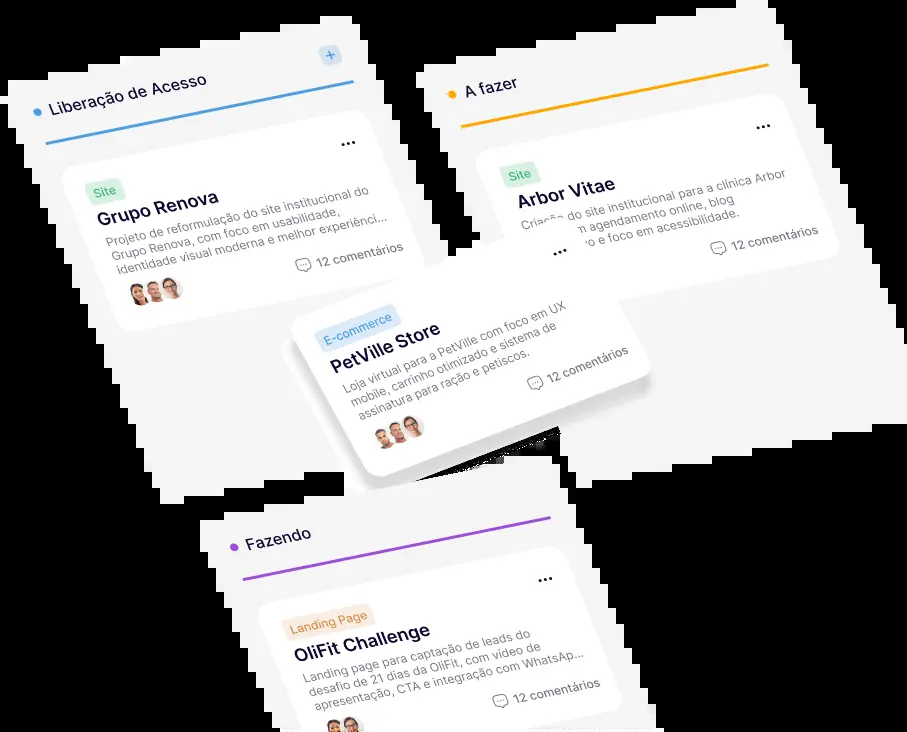 Liberação de Acesso
Site
Grupo Renova
Projeto de reformulação do site institucional do
Grupo Renova, com foco em usabilidade,
identidade visual moderna e melhor experiênci...
12 comentários
A fazer
Site
Arbor Vitae
do site institucional para a clínica Arbor
agendamento online, blog
e foco em acessibilidade.
12 comentários
E-commerce
PetVille Store
Loja virtual para a PetVille com foco em UX
mobile, carrinho otimizado e sistema de
assinatura para ração e petiscos.
12 comentários
Fazendo
Landing Page
OliFit Challenge
Landing page para captação de leads do
desafio de 21 dias da OliFit, com vídeo de
apresentação, CTA e integração com WhatsAp...
12 comentários